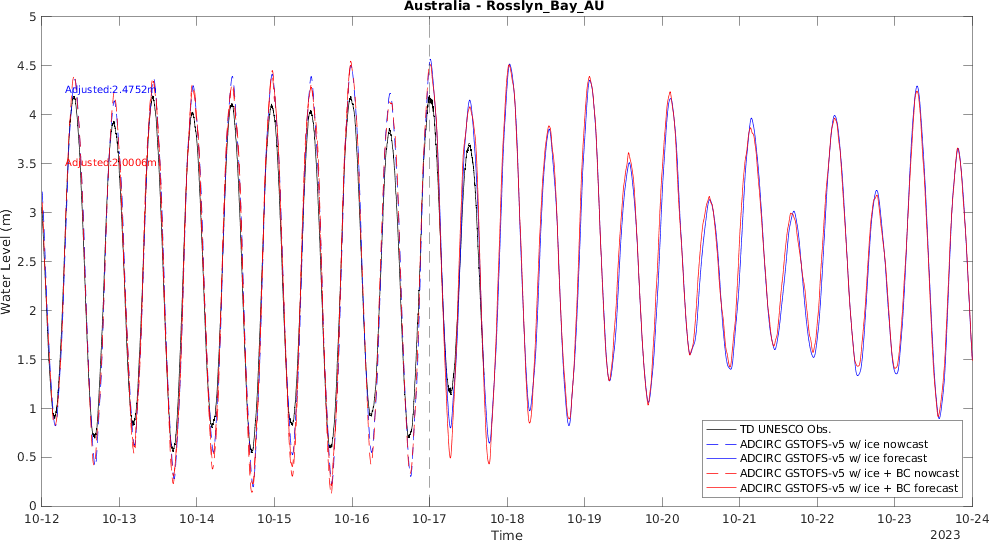 Australia - Rosslyn_Bay_AU
5
4.5
4
3.5
3
2.5
2
1.5
1
0.5
0
Water Level (m)
Adjusted:2.4752m
Adjusted:2.0006m
TD UNESCO Obs.
ADCIRC GSTOFS-v5 w/ ice nowcast
ADCIRC GSTOFS-v5 w/ ice forecast
ADCIRC GSTOFS-v5 w/ ice + BC nowcast
ADCIRC GSTOFS-v5 w/ ice + BC forecast
10-12 10-13 10-14 10-15 10-16 10-17 10-18 10-19 10-20 10-21 10-22 10-23 10-24
Time
2023